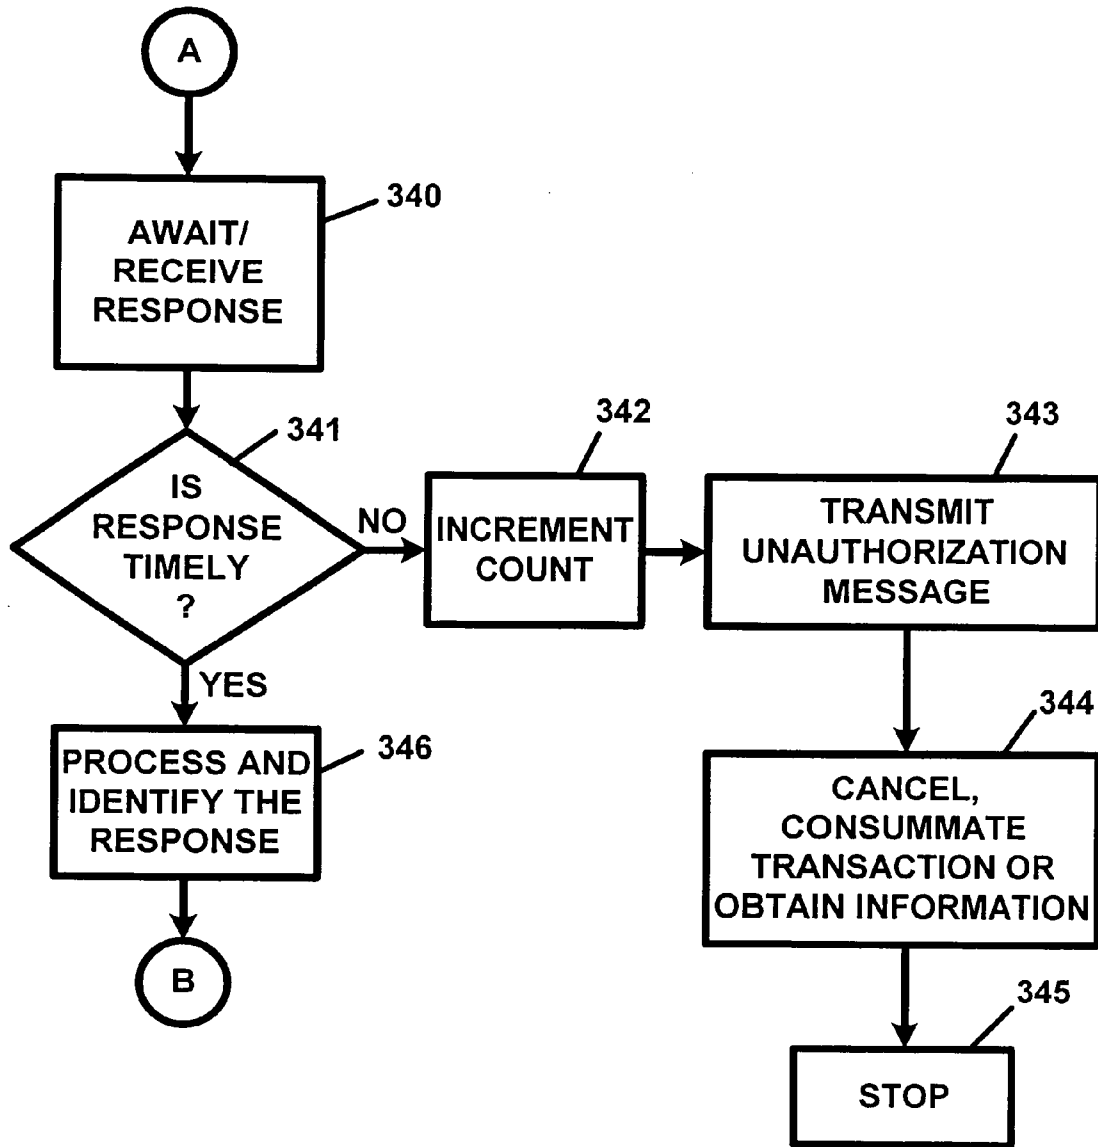 A
340
AWAIT/
RECEIVE
RESPONSE
341
IS
RESPONSE
TIMELY
?
NO
342
INCREMENT
COUNT
343
TRANSMIT
UNAUTHORIZATION
MESSAGE
YES
346
PROCESS AND
IDENTIFY THE
RESPONSE
344
CANCEL,
CONSUMMATE
TRANSACTION OR
OBTAIN INFORMATION
B
345
STOP